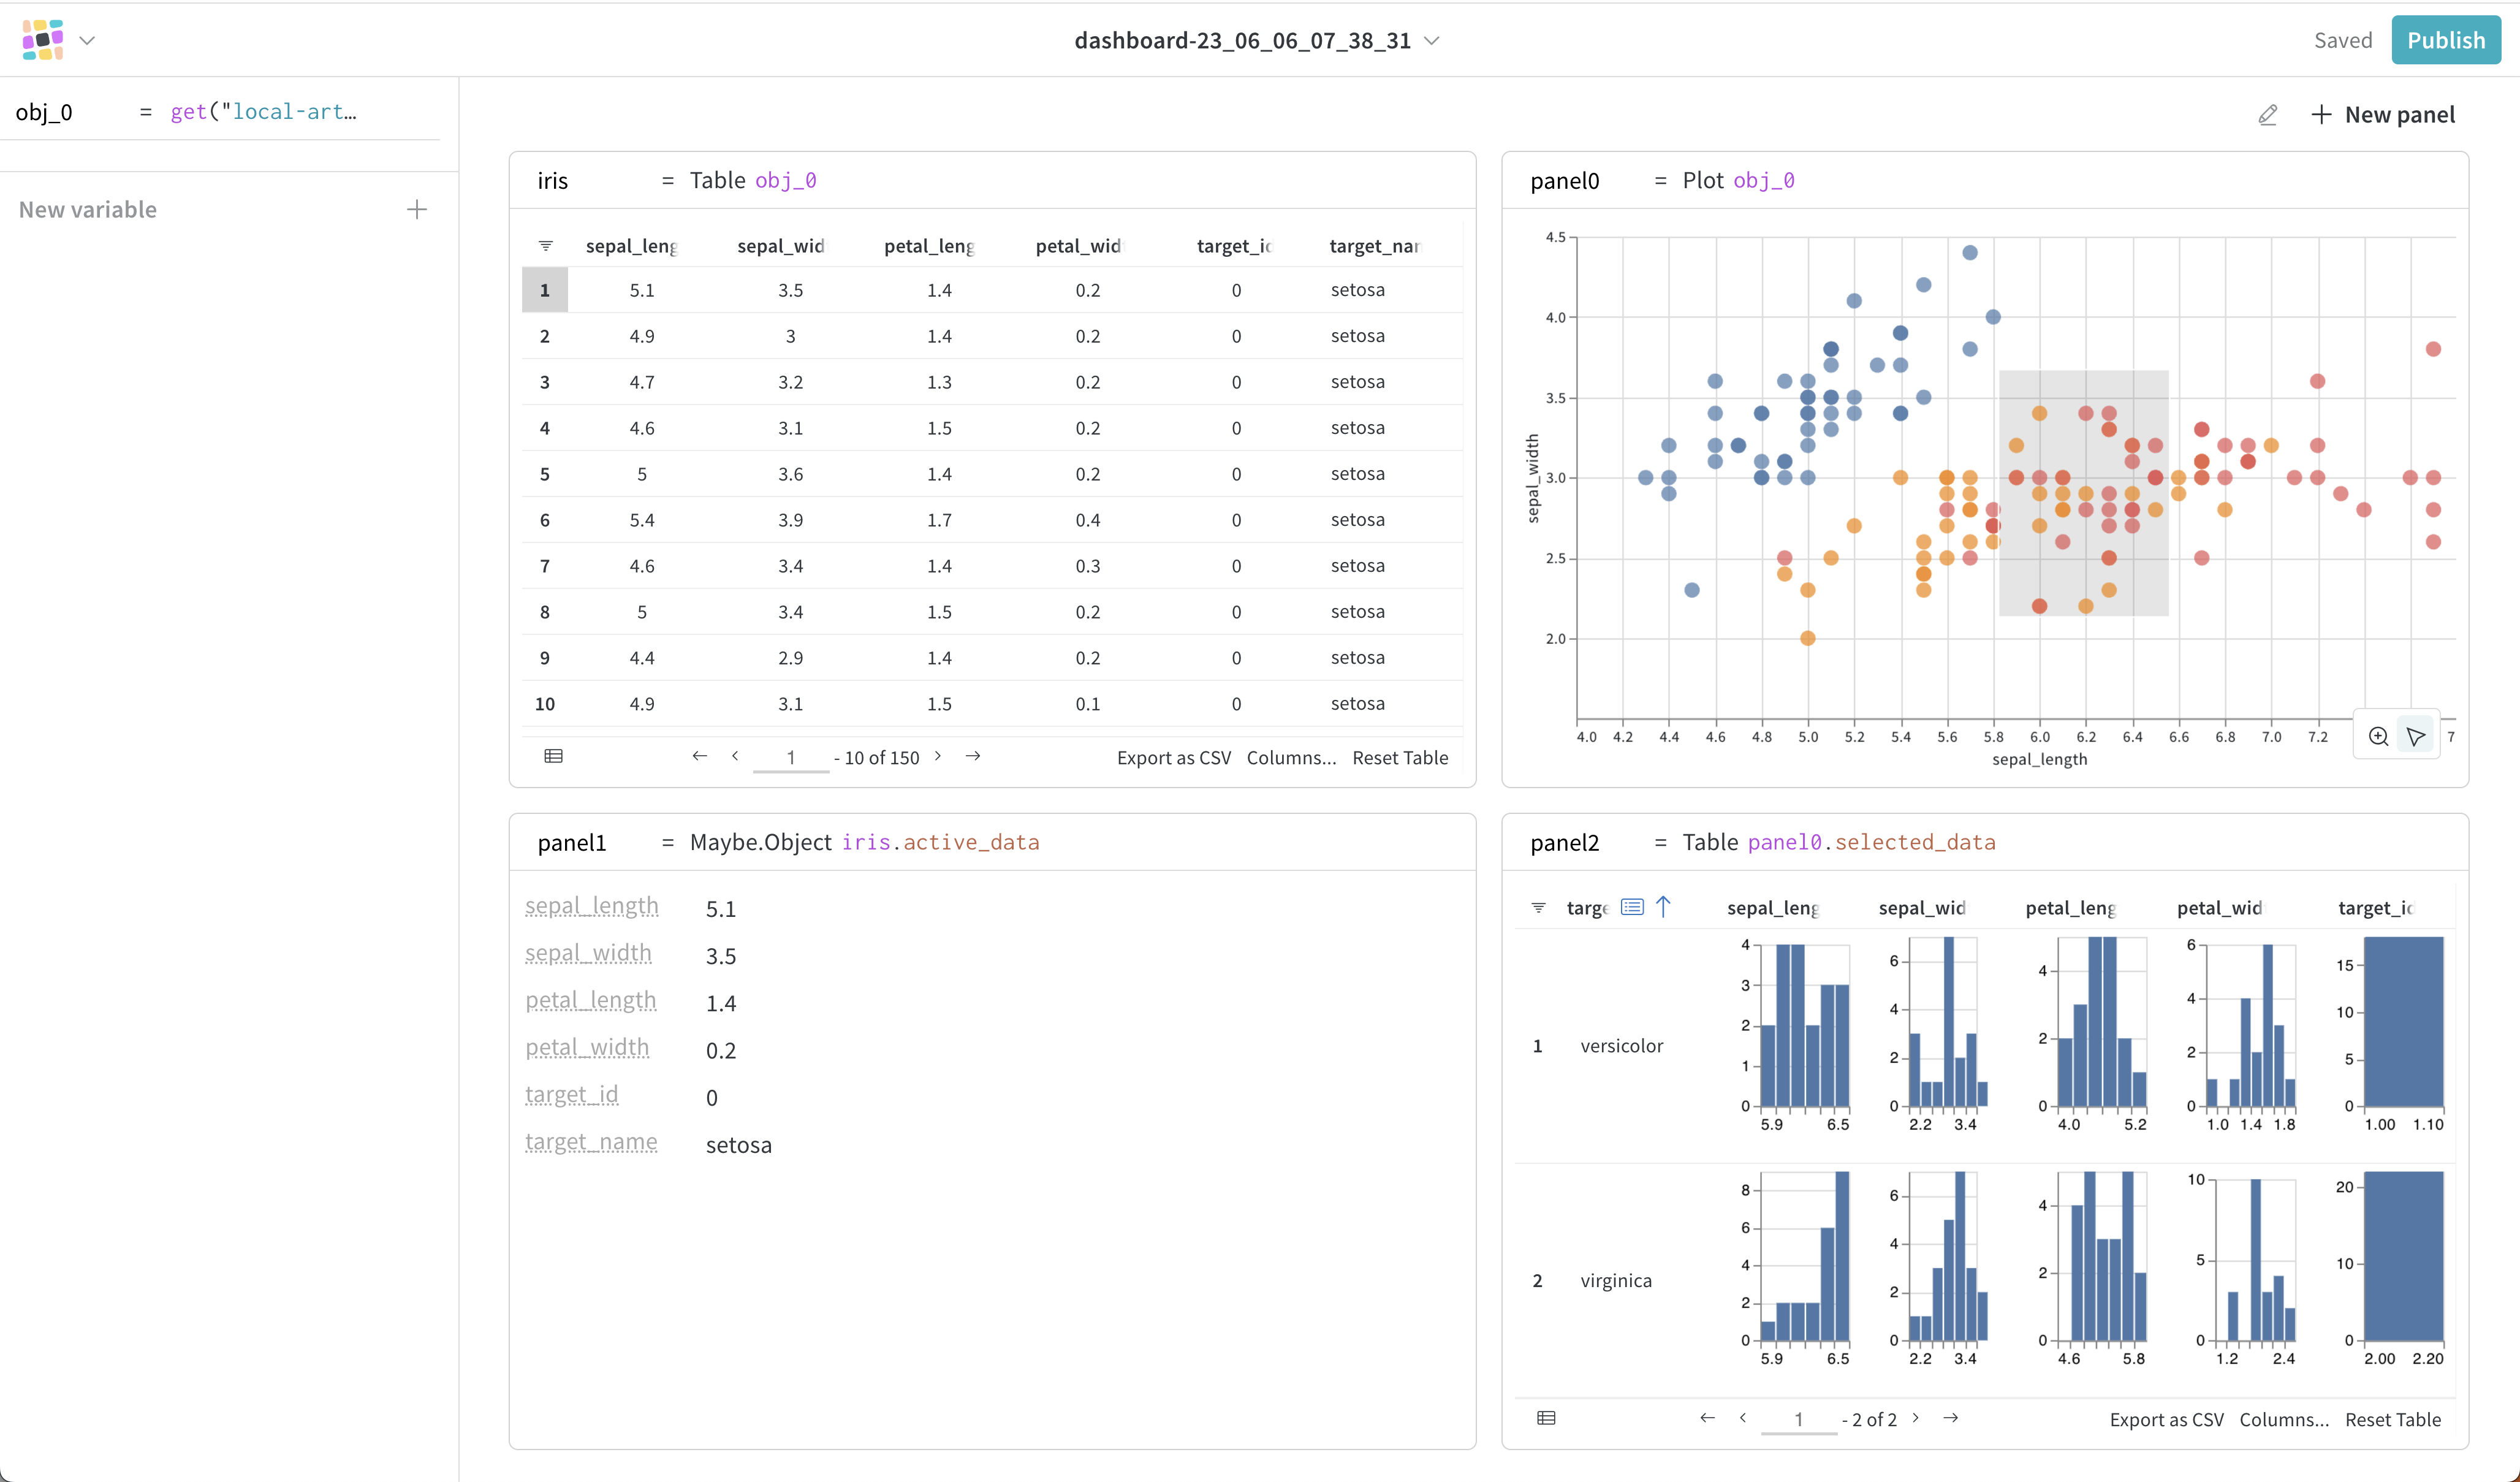 dashboard-23_06_06_07_38_31
Saved
Publish
obj_0 = get("local-art…
New variable
New panel
iris = Table obj_0
sepal_leng sepal_wid petal_leng petal_wid target_ic target_nar
1 5.1 3.5 1.4 0.2 0 setosa
2 4.9 3 1.4 0.2 0 setosa
3 4.7 3.2 1.3 0.2 0 setosa
4 4.6 3.1 1.5 0.2 0 setosa
5 5 3.6 1.4 0.2 0 setosa
6 5.4 3.9 1.7 0.4 0 setosa
7 4.6 3.4 1.4 0.3 0 setosa
8 5 3.4 1.5 0.2 0 setosa
9 4.4 2.9 1.4 0.2 0 setosa
10 4.9 3.1 1.5 0.1 0 setosa
1 - 10 of 150 Export as CSV Columns... Reset Table
panel0 = Plot obj_0
4.5
4.0
3.5
3.0
2.5
2.0
sepal_width
4.0 4.2 4.4 4.6 4.8 5.0 5.2 5.4 5.6 5.8 6.0 6.2 6.4 6.6 6.8 7.0 7.2 7
sepal_length
panel1 = Maybe.Object iris.active_data
sepal_length 5.1
sepal_width 3.5
petal_length 1.4
petal_width 0.2
target_id 0
target_name setosa
panel2 = Table panel0.selected_data
targe sepal_leng sepal_wid petal_leng petal_wid target_ic
1 versicolor
4 3 2 1 0
5.9 6.5
6 4 2 0
2.2 3.4
4 2 0
4.0 5.2
6 4 2 0
1.0 1.4 1.8
15 10 5 0
1.00 1.10
2 virginica
8 6 4 2 0
5.9 6.5
6 4 2 0
2.2 3.4
4 2 0
4.6 5.8
10 5 0
1.2 2.4
20 10 0
2.00 2.20
1 - 2 of 2 Export as CSV Columns... Reset Table